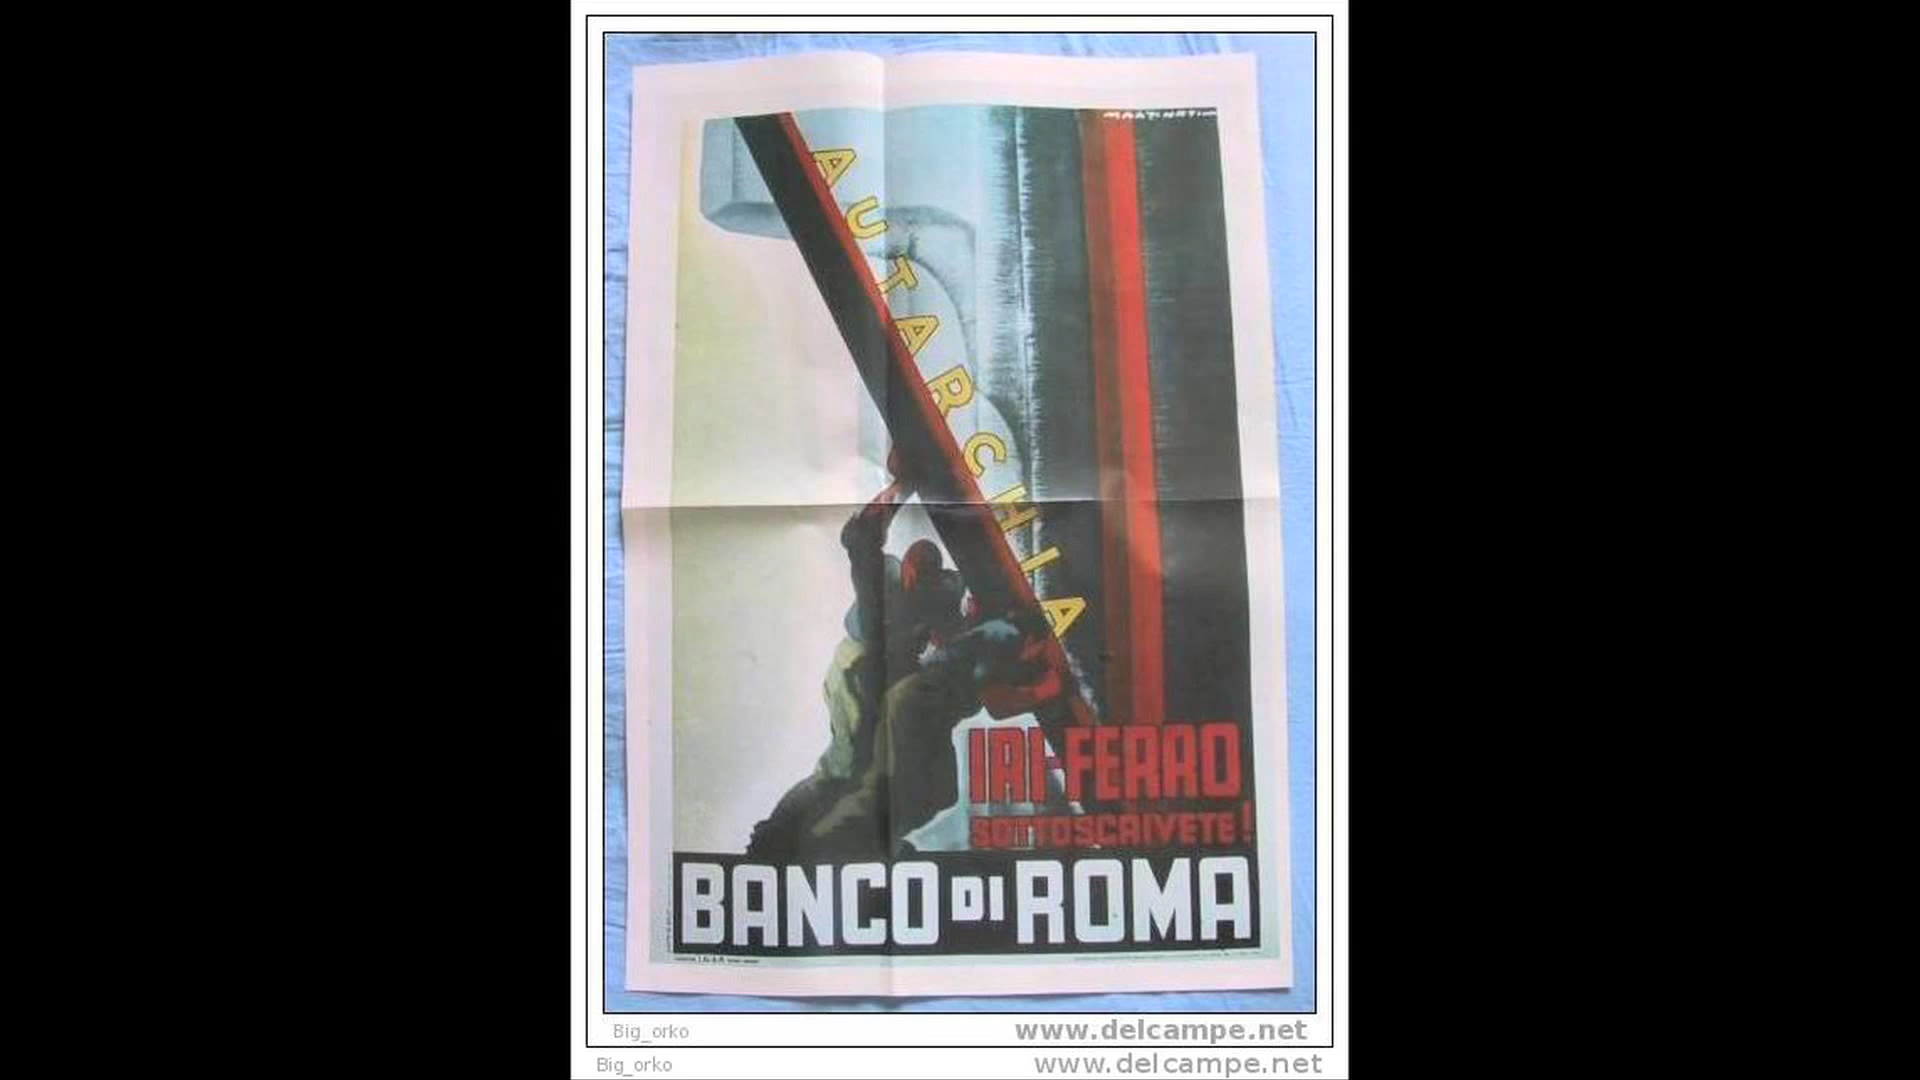 AUTARCHIA
IRI-FERRO
SOTTOSCRIVETE!
BANCO DI ROMA
Big_orko
www.delcampe.net
Big_orko
www.delcampe.net